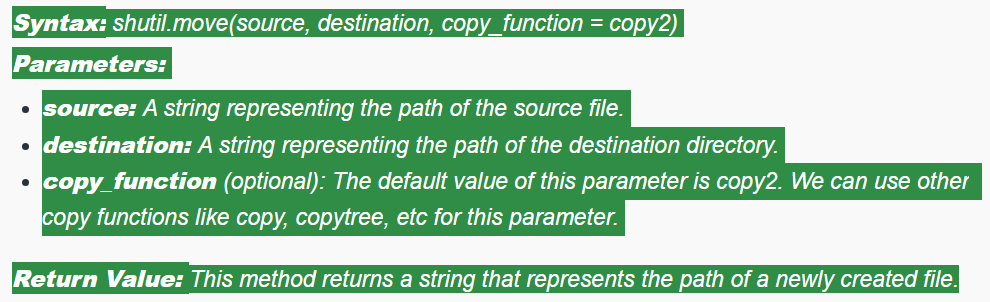 Syntax: shutil.move(source, destination, copy_function = copy2)
Parameters:
source: A string representing the path of the source file.
destination: A string representing the path of the destination directory.
copy_function (optional): The default value of this parameter is copy2. We can use other
copy functions like copy, copytree, etc for this parameter.
Return Value: This method returns a string that represents the path of a newly created file.